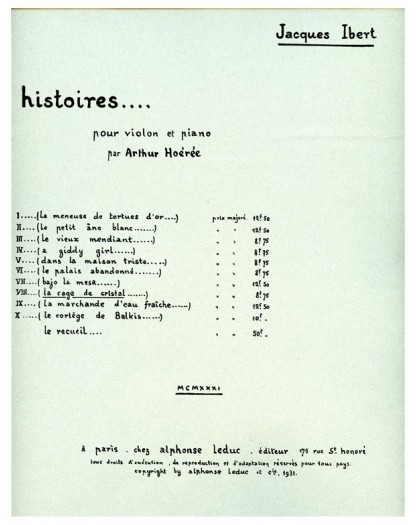 Jacques Ibert
histoires....
pour violon et piano
par Arthur Hoérée
I.....(la meneuse de tortues d'or....) prix majoré. 12f50
II....(le petit âne blanc.......) " " 12f50
III....(le vieux mendiant......) " " 8f75
IV....(a giddy girl......) " " 8f75
V.....(dans la maison triste.....) " " 8f75
VI....(le palais abandonné.......) " " 8f75
VII....(bajo la mesa......) " " 12f50
VIII....(la cage de cristal......) " " 8f75
IX....(la marchande d'eau fraîche......) " " 12f50
X.....(le cortège de Balkis......) " " 10f.
le recueil.... " " 50f.
MCMXXXI
A paris . chez alphonse leduc . éditeur 175 rue St. honoré
tous droits d'exécution, de reproduction et d'adaptation réservés pour tous pays.
copyright by alphonse leduc et cie, 1931.